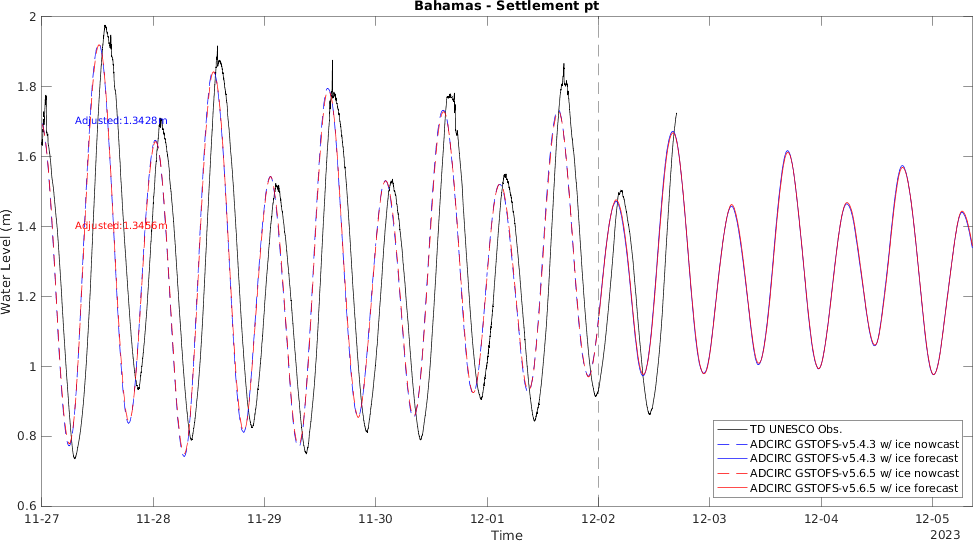 Bahamas - Settlement pt
2
1.8
1.6
1.4
1.2
1
0.8
0.6
Water Level (m)
Adjusted:1.3428m
Adjusted:1.3456m
TD UNESCO Obs.
ADCIRC GSTOFS-v5.4.3 w/ ice nowcast
ADCIRC GSTOFS-v5.4.3 w/ ice forecast
ADCIRC GSTOFS-v5.6.5 w/ ice nowcast
ADCIRC GSTOFS-v5.6.5 w/ ice forecast
11-27 11-28 11-29 11-30 12-01 12-02 12-03 12-04 12-05
Time
2023